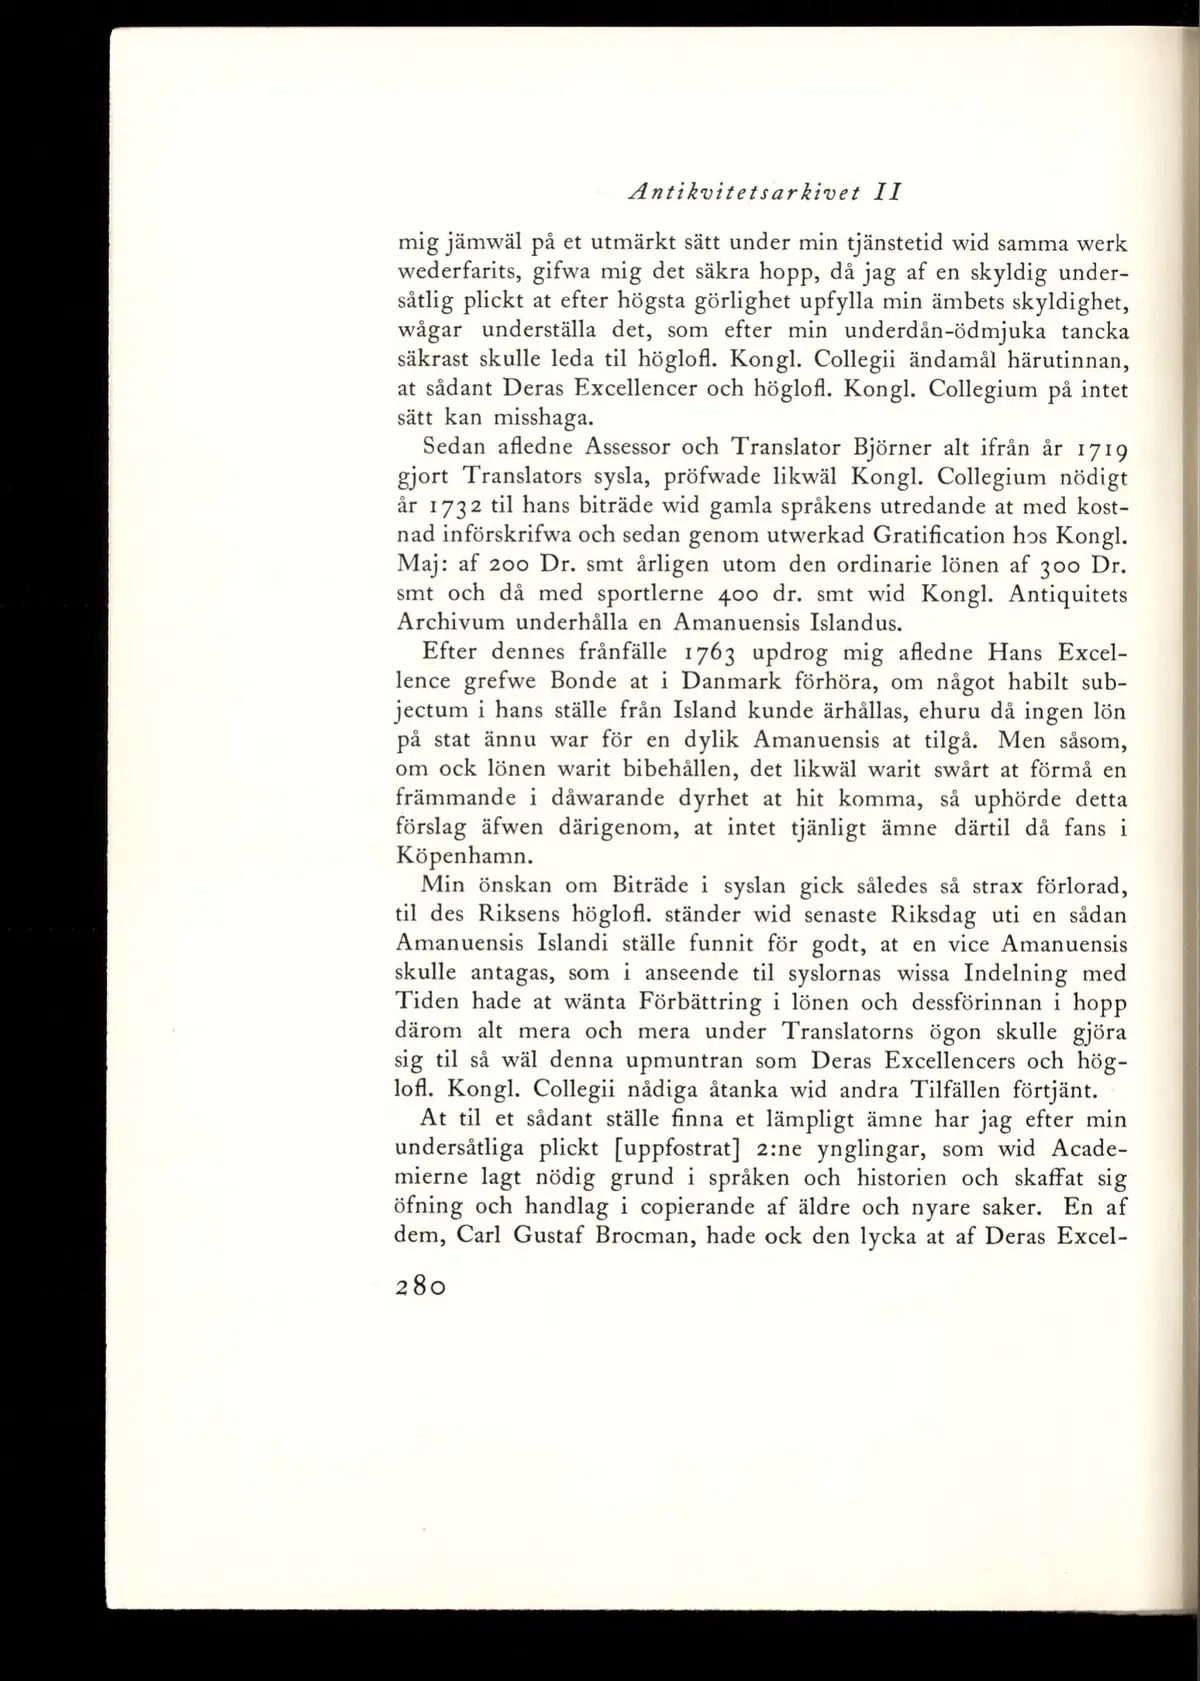 Antikvitetsarkivet II
mig jämwäl på et utmärkt sätt under min tjänstetid wid samma werk
wederfarits, gifwa mig det säkra hopp, då jag af en skyldig under-
såtlig plickt at efter högsta görlighet upfylla min ämbets skyldighet,
wågar underställa det, som efter min underdån-ödmjuka tancka
säkrast skulle leda til höglofl. Kongl. Collegii ändamål härutinnan,
at sådant Deras Excellencer och höglofl. Kongl. Collegium på intet
sätt kan misshaga.
Sedan afledne Assessor och Translator Björner alt ifrån år 1719
gjort Translators sysla, pröfwade likwäl Kongl. Collegium nödigt
år 1732 til hans biträde wid gamla språkens utredande at med kost-
nad införskrifwa och sedan genom utwerkad Gratification hos Kongl.
Maj: af 200 Dr. smt årligen utom den ordinarie lönen af 300 Dr.
smt och då med sportlerne 400 dr. smt wid Kongl. Antiquitets
Archivum underhålla en Amanuensis Islandus.
Efter dennes frånfälle 1763 updrog mig afledne Hans Excel-
lence grefwe Bonde at i Danmark förhöra, om något habilt sub-
jectum i hans ställe från Island kunde ärhållas, ehuru då ingen lön
på stat ännu war för en dylik Amanuensis at tilgå. Men såsom,
om ock lönen warit bibehållen, det likwäl warit swårt at förmå en
främmande i dåwarande dyrhet at hit komma, så uphörde detta
förslag äfwen därigenom, at intet tjänligt ämne därtil då fans i
Köpenhamn.
Min önskan om Biträde i syslan gick således så strax förlorad,
til des Riksens höglofl. ständer wid senaste Riksdag uti en sådan
Amanuensis Islandi ställe funnit för godt, at en vice Amanuensis
skulle antagas, som i anseende til syslornas wissa Indelning med
Tiden hade at wänta Förbättring i lönen och dessförinnan i hopp
därom alt mera och mera under Translatorns ögon skulle gjöra
sig til så wäl denna upmuntran som Deras Excellencers och hög-
lofl. Kongl. Collegii nådiga åtanka wid andra Tilfällen förtjänt.
At til et sådant ställe finna et lämpligt ämne har jag efter min
undersåtliga plickt [uppfostrat] 2:ne ynglingar, som wid Acade-
mierne lagt nödig grund i språken och historien och skaffat sig
öfning och handlag i copierande af äldre och nyare saker. En af
dem, Carl Gustaf Brocman, hade ock den lycka at af Deras Excel-
280